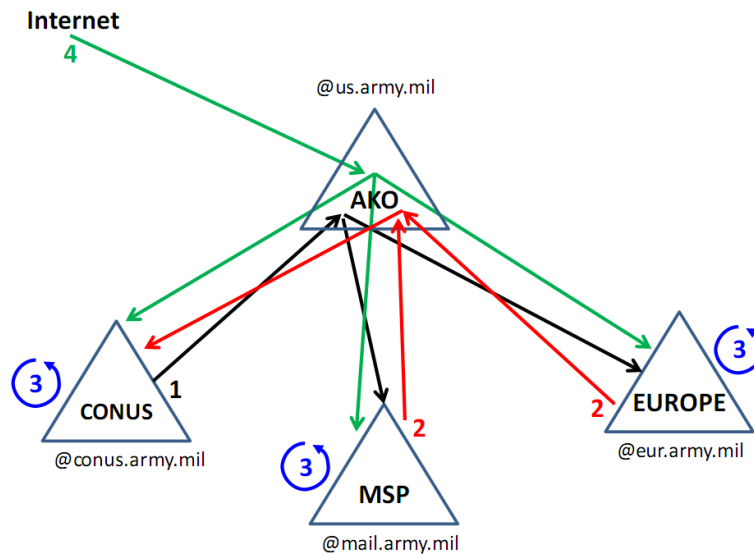 Internet
4
@us.army.mil
AKO
3
CONUS
1
@conus.army.mil
2
3
MSP
@mail.army.mil
2
3
EUROPE
@eur.army.mil